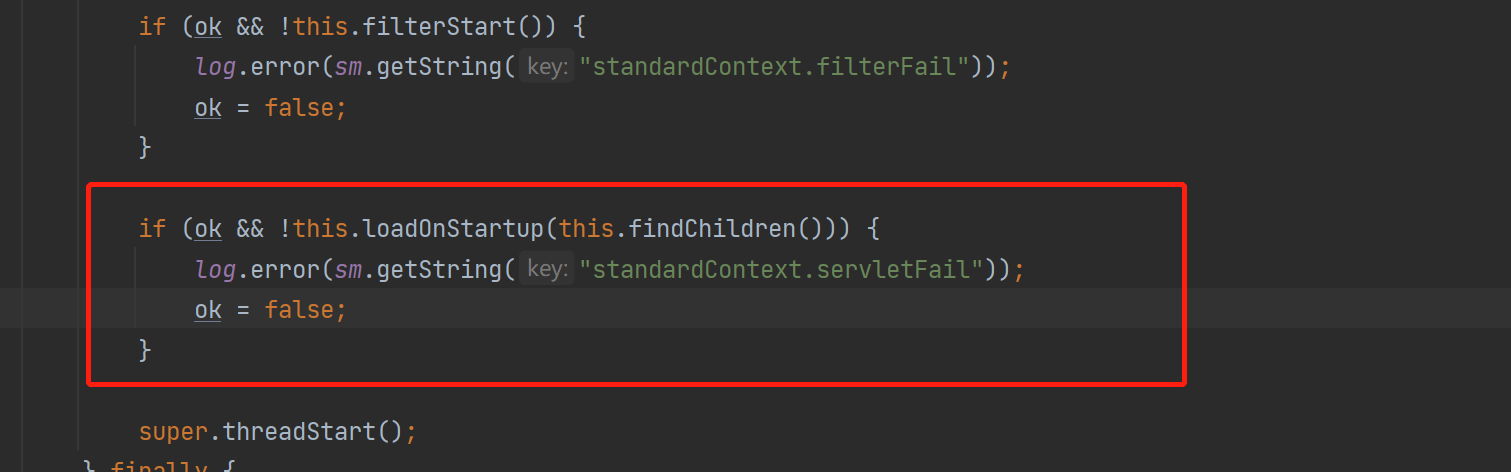 if (ok && !this.filterStart()) {
log.error(sm.getString( key: "standardContext.filterFail"));
ok = false;
}
if (ok && !this.loadOnStartup(this.findChildren())) {
log.error(sm.getString( key: "standardContext.servletFail"));
ok = false;
}
super.threadStart();
} finally {